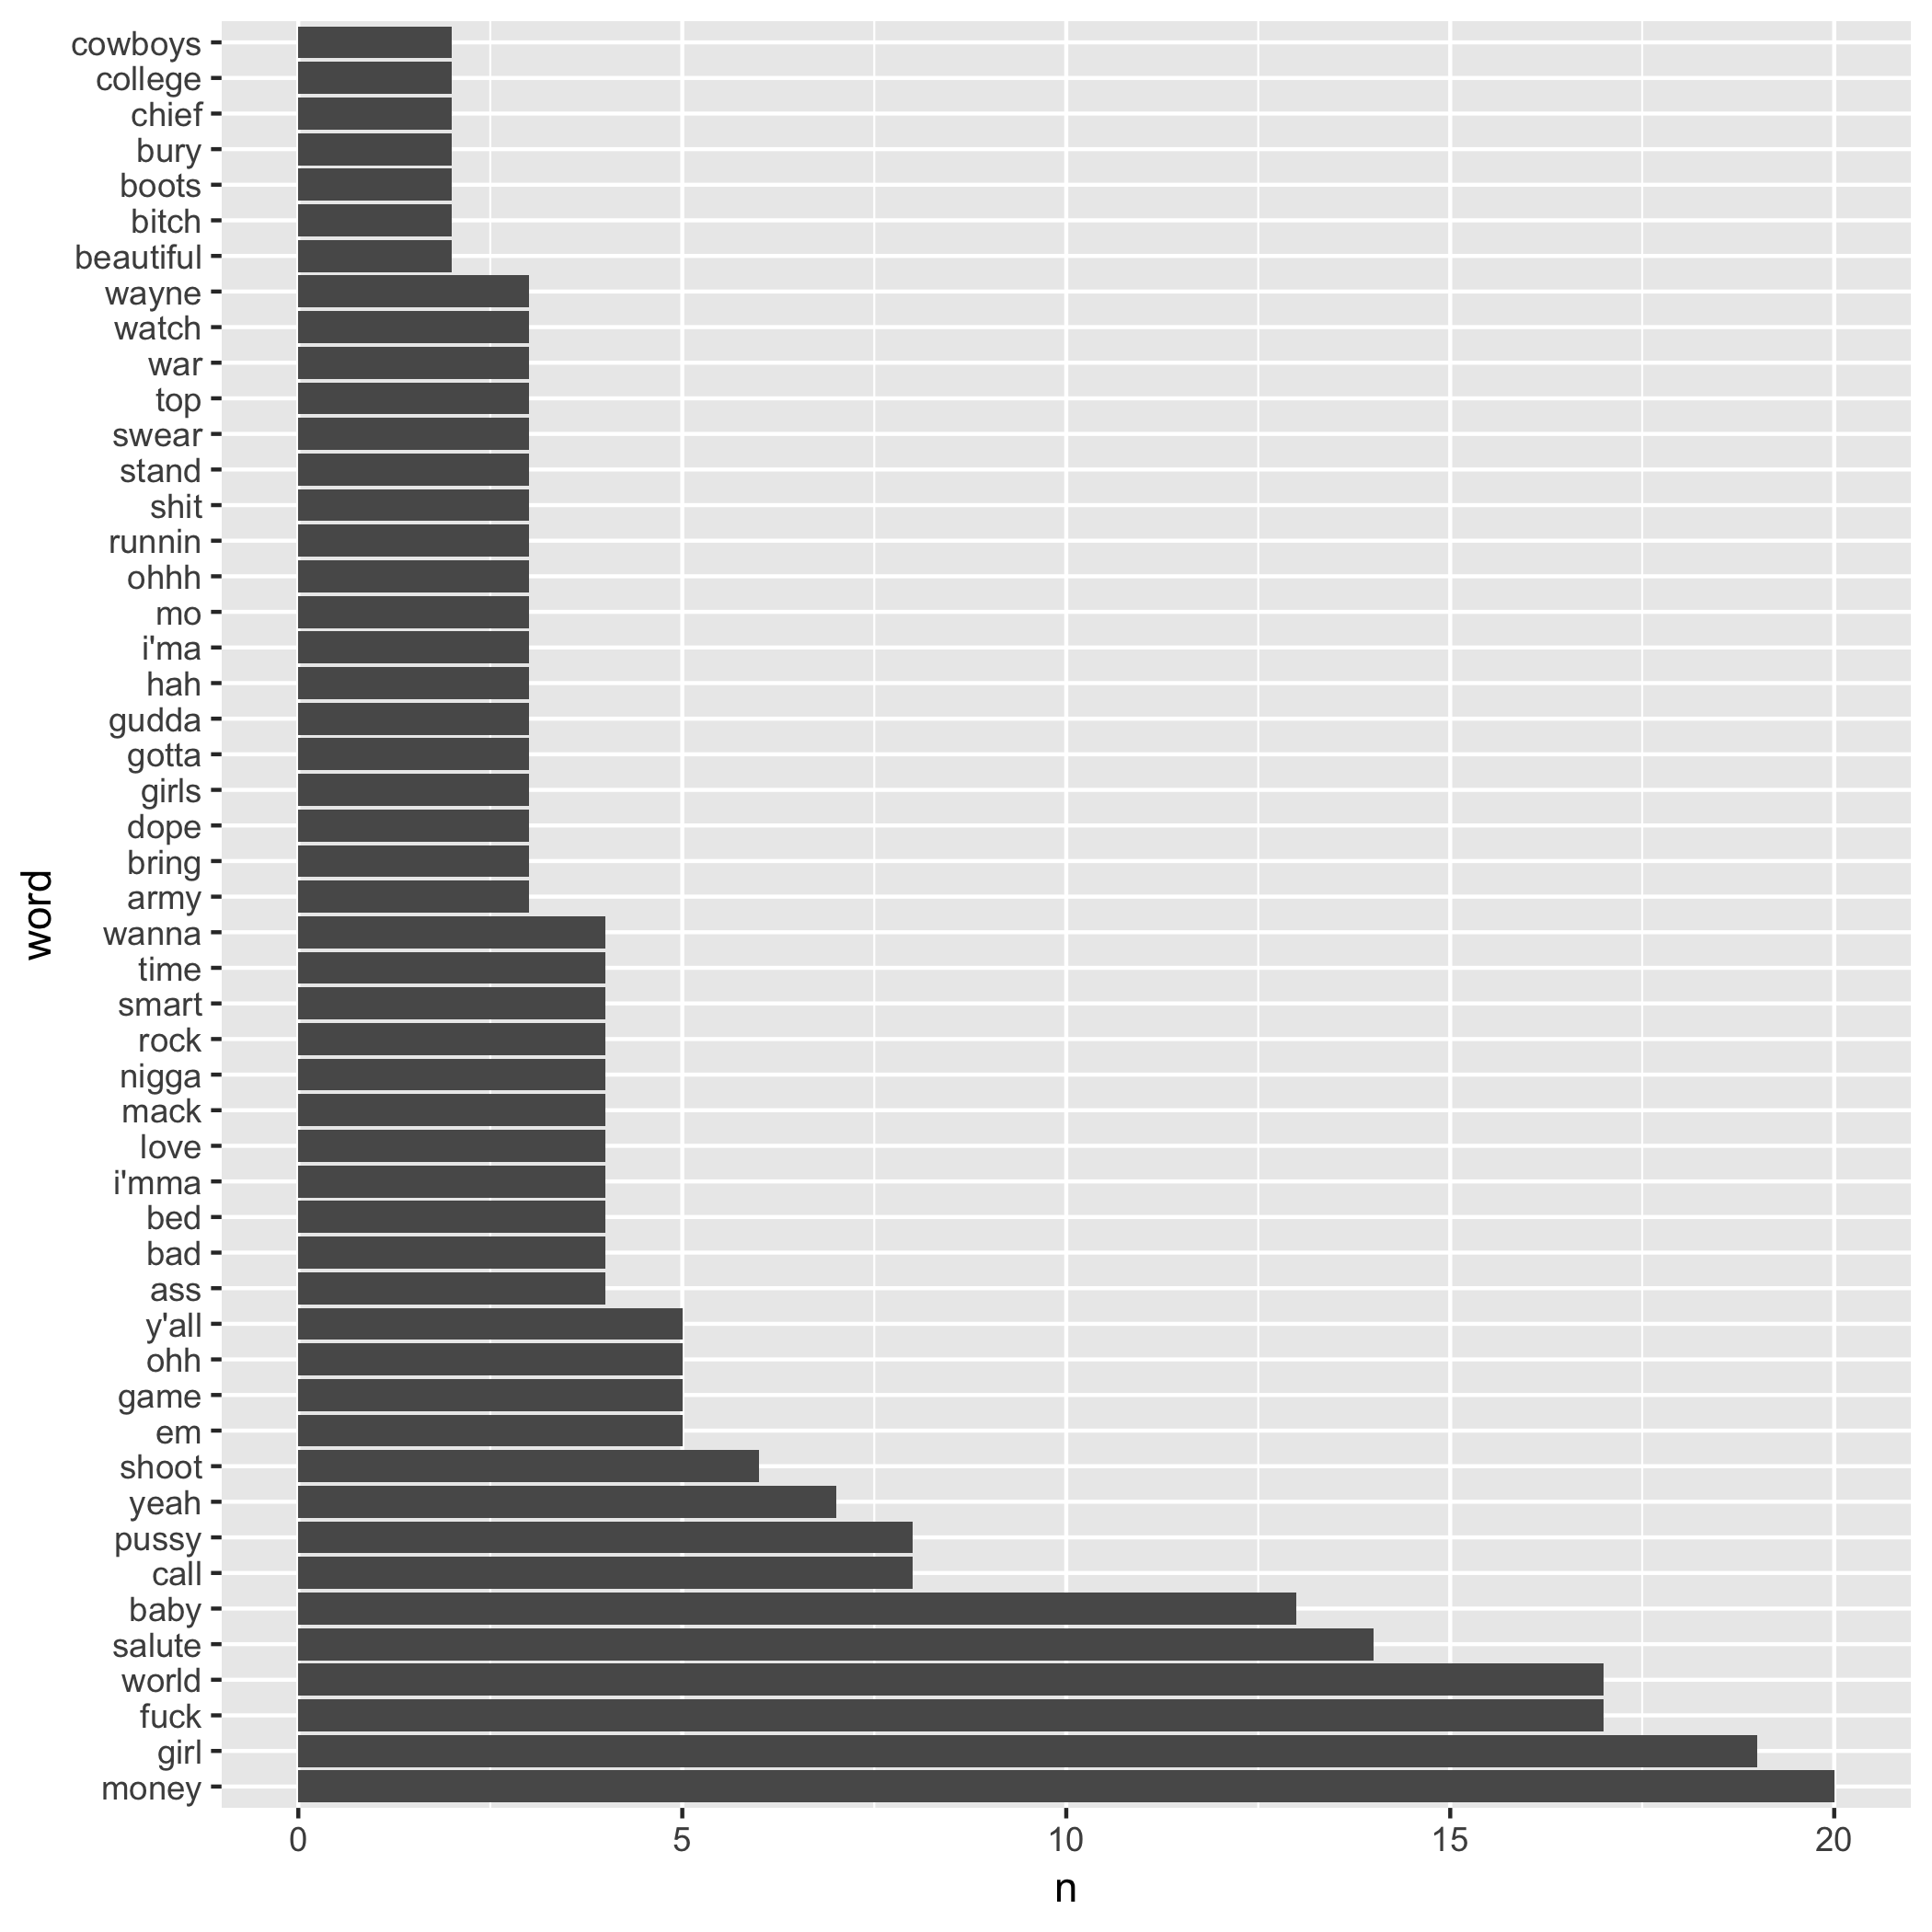 cowboys
college
chief
bury
boots
bitch
beautiful
wayne
watch
war
top
swear
stand
shit
runnin
ohhh
mo
i'ma
hah
gudda
gotta
girls
dope
bring
army
wanna
time
smart
rock
nigga
mack
love
i'mma
bed
bad
ass
y'all
ohh
game
em
shoot
yeah
pussy
call
baby
salute
world
fuck
girl
money
word
0 5 10 15 20
n